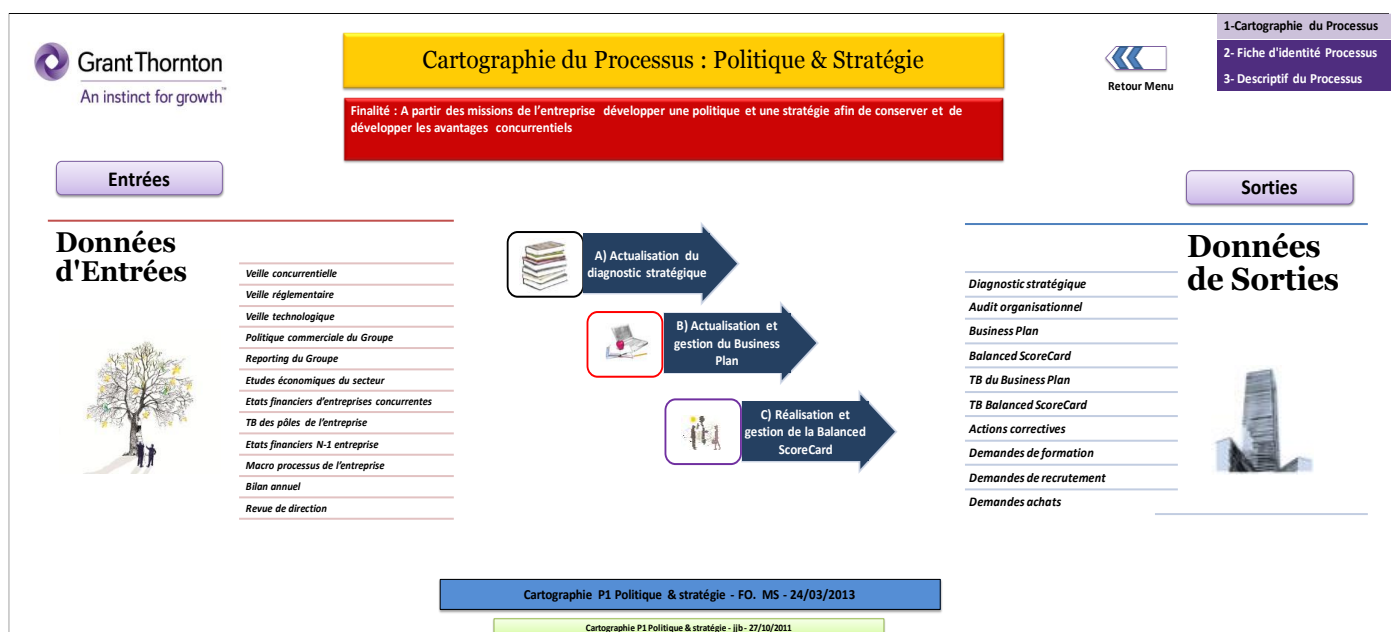 1-Cartographie du Processus
2- Fiche d'identité Processus
3- Descriptif du Processus
Grant Thornton
An instinct for growth™
Cartographie du Processus : Politique & Stratégie
Retour Menu
Finalité : A partir des missions de l'entreprise développer une politique et une stratégie afin de conserver et de
développer les avantages concurrentiels
Entrées
Sorties
Données
d'Entrées
Veille concurrentielle
Veille réglementaire
Veille technologique
Politique commerciale du Groupe
Reporting du Groupe
Etudes économiques du secteur
Etats financiers d'entreprises concurrentes
TB des pôles de l'entreprise
Etats financiers N-1 entreprise
Macro processus de l'entreprise
Bilan annuel
Revue de direction
A) Actualisation du
diagnostic stratégique
B) Actualisation et
gestion du Business
Plan
C) Réalisation et
gestion de la Balanced
ScoreCard
Données
de Sorties
Diagnostic stratégique
Audit organisationnel
Business Plan
Balanced ScoreCard
TB du Business Plan
TB Balanced ScoreCard
Actions correctives
Demandes de formation
Demandes de recrutement
Demandes achats
Cartographie P1 Politique & stratégie - FO. MS - 24/03/2013
Cartographie P1 Politique & stratégie - jjb - 27/10/2011